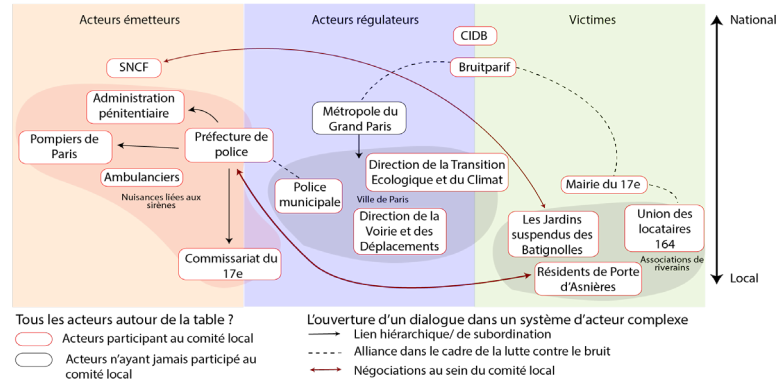 Acteurs émetteurs
Acteurs régulateurs
Victimes
National
CIDB
SNCF
Bruitparif
Administration
pénitentiaire
Métropole du
Grand Paris
Pompiers de
Paris
Préfecture de
police
Direction de la Transition
Ecologique et du Climat
Ambulanciers
Nuisances liées aux
sirènes
Police
municipale
Ville de Paris
Mairie du 17e
Direction de la
Voirie et des
Déplacements
Les Jardins
suspendus des
Batignolles
Union des
locataires
164
Associations de
riverains
Commissariat du
17e
Résidents de Porte
d'Asnières
Local
Tous les acteurs autour de la table ?
Acteurs participant au comité local
Acteurs n'ayant jamais participé au
comité local
L'ouverture d'un dialogue dans un système d'acteur complexe
Lien hiérarchique/ de subordination
Alliance dans le cadre de la lutte contre le bruit
Négociations au sein du comité local